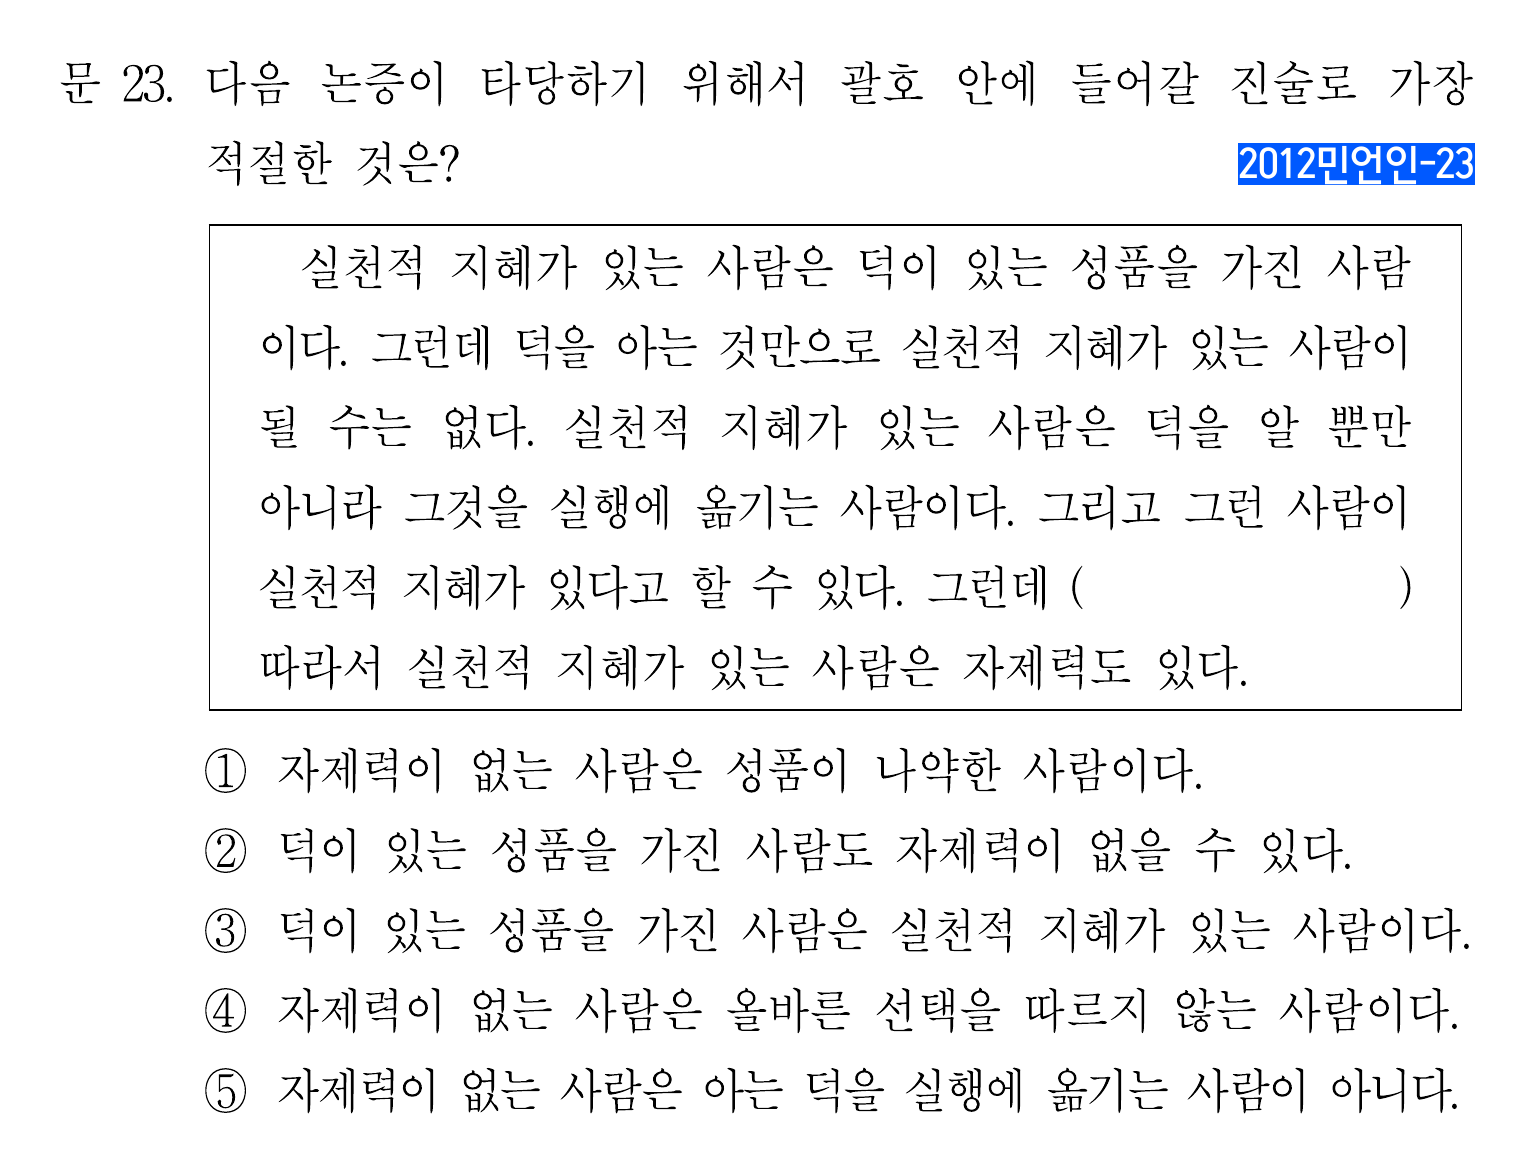 문 23. 다음 논증이 타당하기 위해서 괄호 안에 들어갈 진술로 가장
적절한 것은?
2012민언인-23
실천적 지혜가 있는 사람은 덕이 있는 성품을 가진 사람
이다. 그런데 덕을 아는 것만으로 실천적 지혜가 있는 사람이
될 수는 없다. 실천적 지혜가 있는 사람은 덕을 알 뿐만
아니라 그것을 실행에 옮기는 사람이다. 그리고 그런 사람이
실천적 지혜가 있다고 할 수 있다. 그런데 ( )
따라서 실천적 지혜가 있는 사람은 자제력도 있다.
① 자제력이 없는 사람은 성품이 나약한 사람이다.
② 덕이 있는 성품을 가진 사람도 자제력이 없을 수 있다.
③ 덕이 있는 성품을 가진 사람은 실천적 지혜가 있는 사람이다.
④ 자제력이 없는 사람은 올바른 선택을 따르지 않는 사람이다.
⑤ 자제력이 없는 사람은 아는 덕을 실행에 옮기는 사람이 아니다.